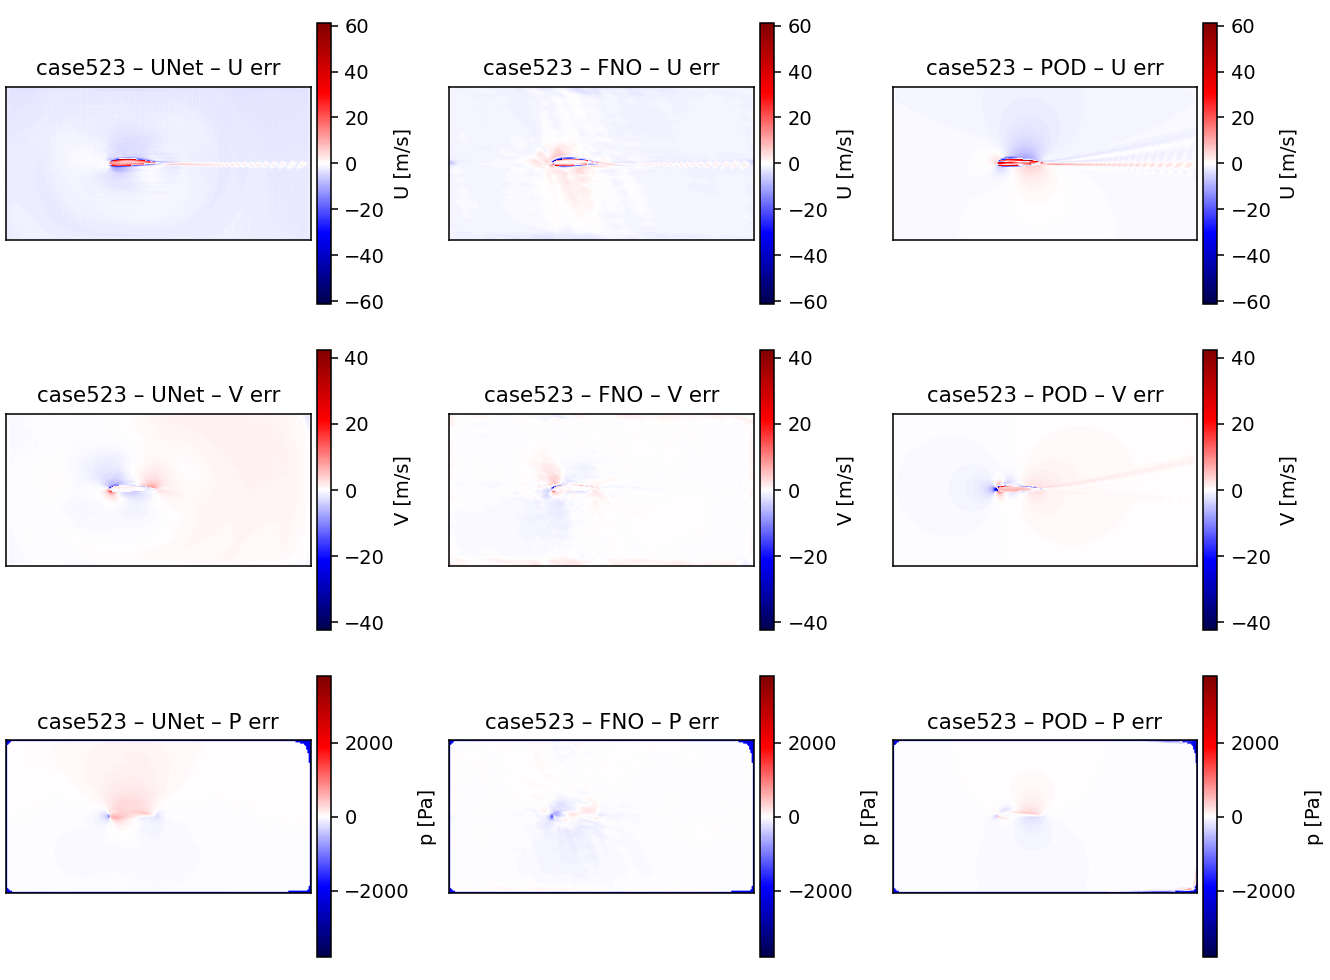 case523 – UNet – U err
60
40
20
0
−20
−40
−60
U [m/s]
case523 – FNO – U err
60
40
20
0
−20
−40
−60
U [m/s]
case523 – POD – U err
60
40
20
0
−20
−40
−60
U [m/s]
case523 – UNet – V err
40
20
0
−20
−40
V [m/s]
case523 – FNO – V err
40
20
0
−20
−40
V [m/s]
case523 – POD – V err
40
20
0
−20
−40
V [m/s]
case523 – UNet – P err
2000
0
−2000
p [Pa]
case523 – FNO – P err
2000
0
−2000
p [Pa]
case523 – POD – P err
2000
0
−2000
p [Pa]